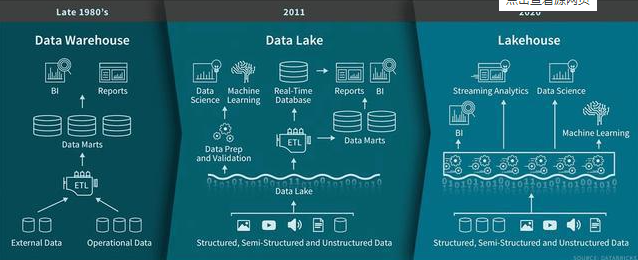 点击查看源网页
Late 1980's
Data Warehouse
BI
Reports
Data Marts
ETL
External Data
Operational Data
2011
Data Lake
Data
Science
Machine
Learning
Real-Time
Database
Reports
BI
Data Prep
and Validation
ETL
Data Marts
Data Lake
Structured, Semi-Structured and Unstructured Data
2020
Lakehouse
Streaming Analytics
Data Science
BI
Machine Learning
Structured, Semi-Structured and Unstructured Data
SOURCE: DATABRICKS